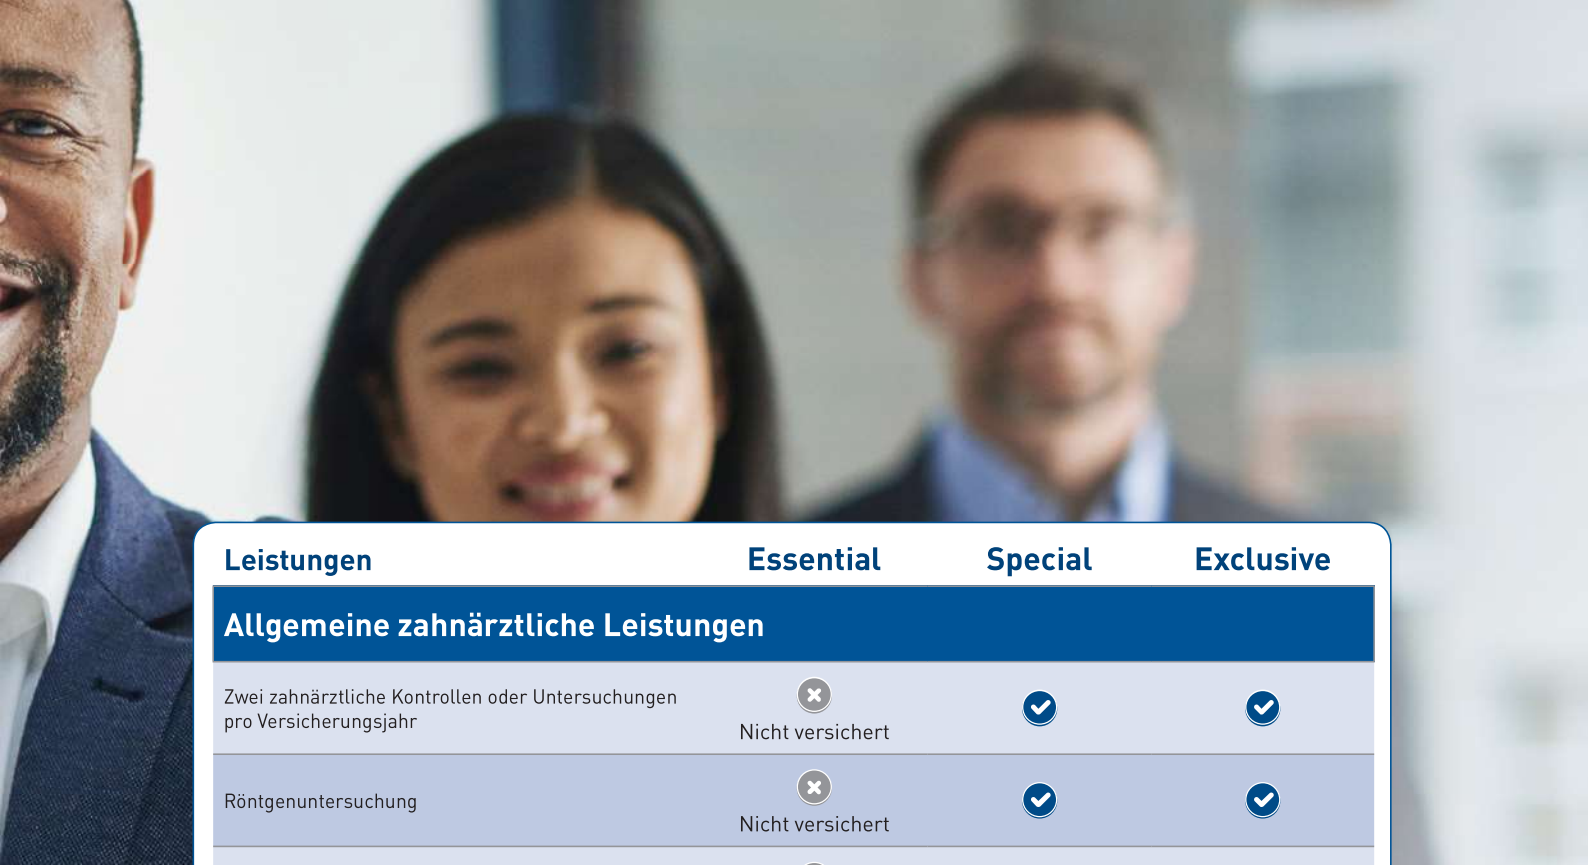 Leistungen Essential Special Exclusive
Allgemeine zahnärztliche Leistungen
Zwei zahnärztliche Kontrollen oder Untersuchungen
pro Versicherungsjahr
Nicht versichert
Röntgenuntersuchung
Nicht versichert